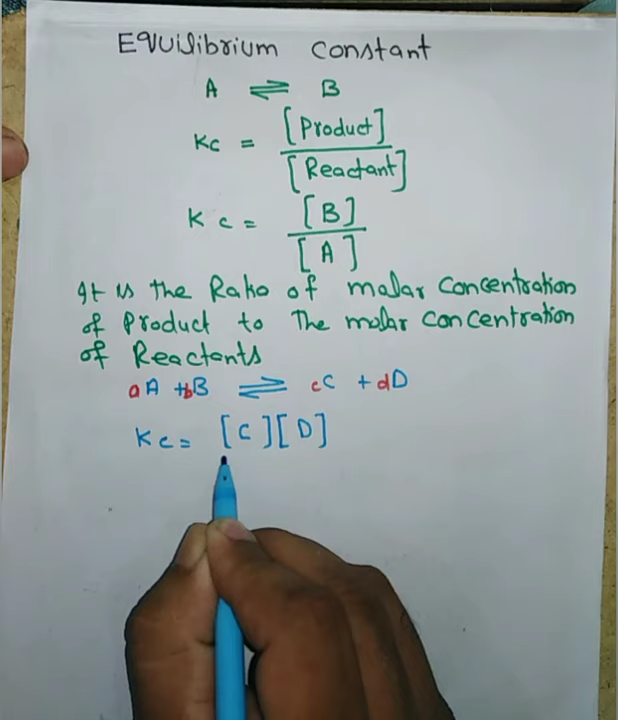 Equilibrium constant
A ⇌ B
Kc = [Product] / [Reactant]
Kc = [B] / [A]
It is the Ratio of molar concentration
of Product to The molar concentration
of Reactants
aA + bB ⇌ cC + dD
Kc = [C][D]